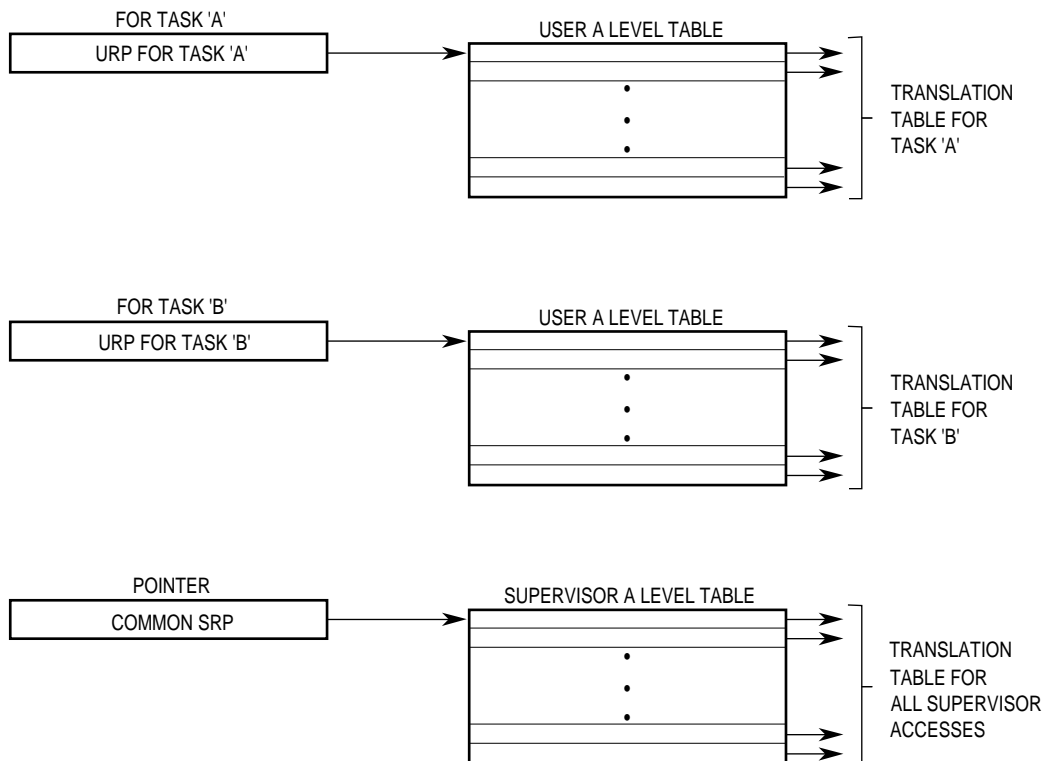 FOR TASK 'A'
URP FOR TASK 'A'
USER A LEVEL TABLE
TRANSLATION
TABLE FOR
TASK 'A'
FOR TASK 'B'
URP FOR TASK 'B'
USER A LEVEL TABLE
TRANSLATION
TABLE FOR
TASK 'B'
POINTER
COMMON SRP
SUPERVISOR A LEVEL TABLE
TRANSLATION
TABLE FOR
ALL SUPERVISOR
ACCESSES